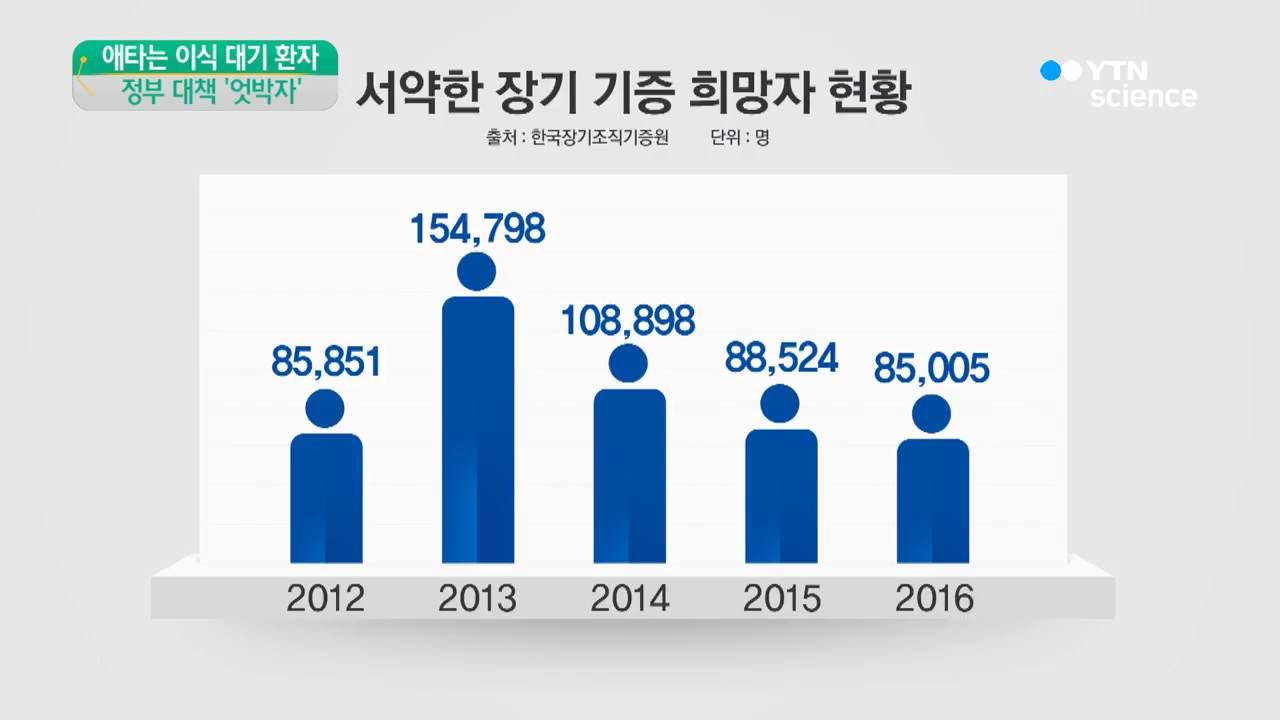 애타는 이식 대기 환자
정부 대책 '엇박자'
서약한 장기 기증 희망자 현황
YTN
science
출처 : 한국장기조직기증원 단위 : 명
154,798
108,898
85,851
88,524
85,005
2012 2013 2014 2015 2016